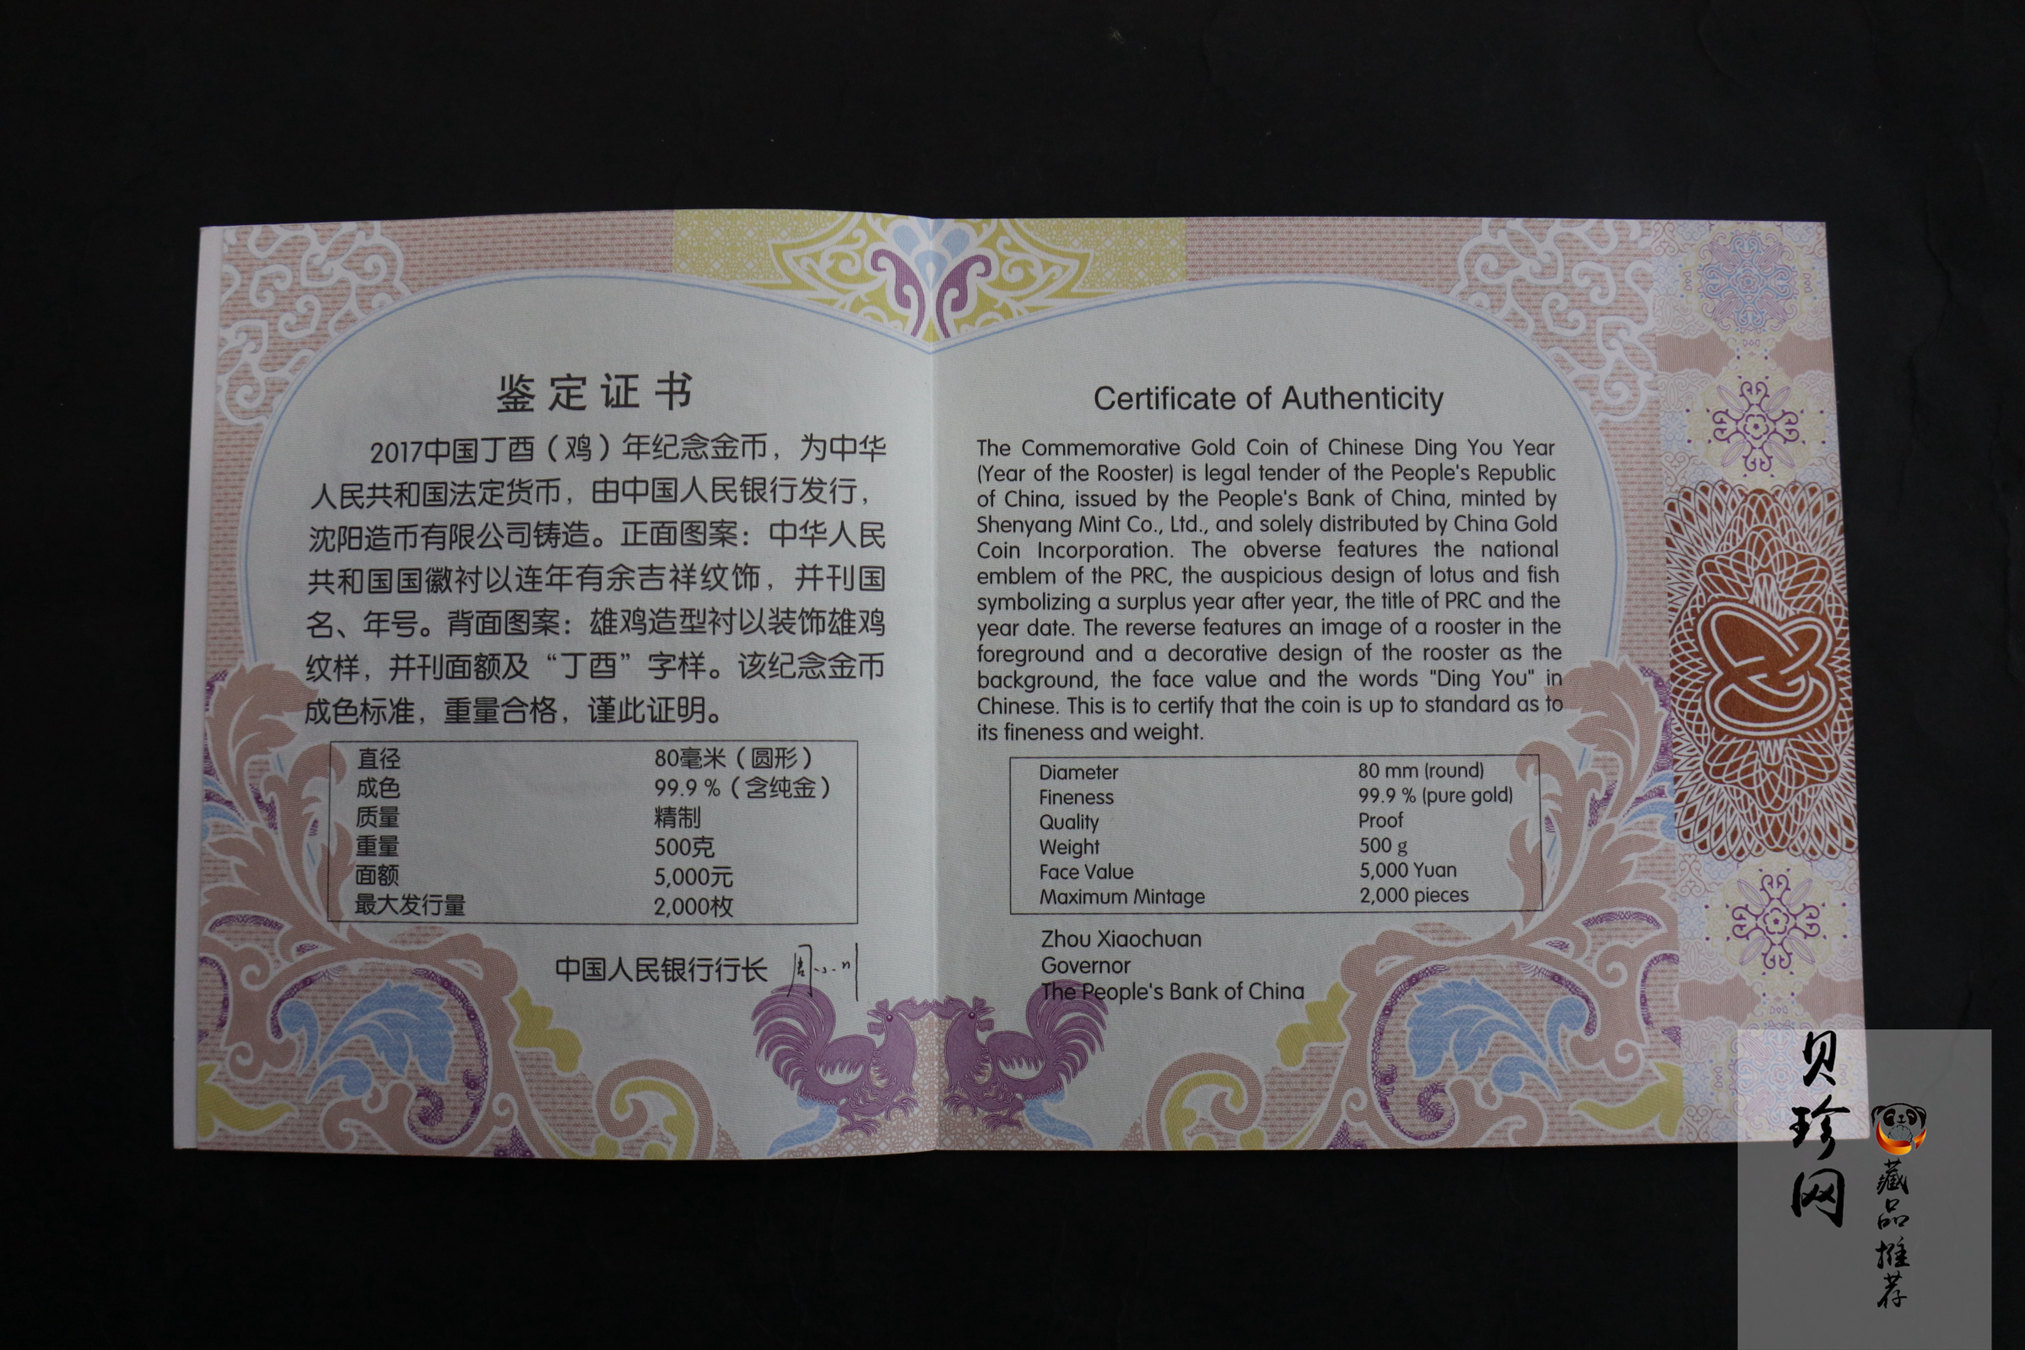 鉴定证书
2017中国丁酉（鸡）年纪念金币，为中华
人民共和国法定货币，由中国人民银行发行，
沈阳造币有限公司铸造。正面图案：中华人民
共和国国徽衬以连年有余吉祥纹饰，并刊国
名、年号。背面图案：雄鸡造型衬以装饰雄鸡
纹样，并刊面额及“丁酉”字样。该纪念金币
成色标准，重量合格，谨此证明。
直径 80毫米（圆形）
成色 99.9 %（含纯金）
质量 精制
重量 500克
面额 5,000元
最大发行量 2,000枚
中国人民银行行长 周小川
Certificate of Authenticity
The Commemorative Gold Coin of Chinese Ding You Year
(Year of the Rooster) is legal tender of the People's Republic
of China, issued by the People's Bank of China, minted by
Shenyang Mint Co., Ltd., and solely distributed by China Gold
Coin Incorporation. The obverse features the national
emblem of the PRC, the auspicious design of lotus and fish
symbolizing a surplus year after year, the title of PRC and the
year date. The reverse features an image of a rooster in the
foreground and a decorative design of the rooster as the
background, the face value and the words "Ding You" in
Chinese. This is to certify that the coin is up to standard as to
its fineness and weight.
Diameter 80 mm (round)
Fineness 99.9 % (pure gold)
Quality Proof
Weight 500 g
Face Value 5,000 Yuan
Maximum Mintage 2,000 pieces
Zhou Xiaochuan
Governor
The People's Bank of China
贝珍网
藏品推荐